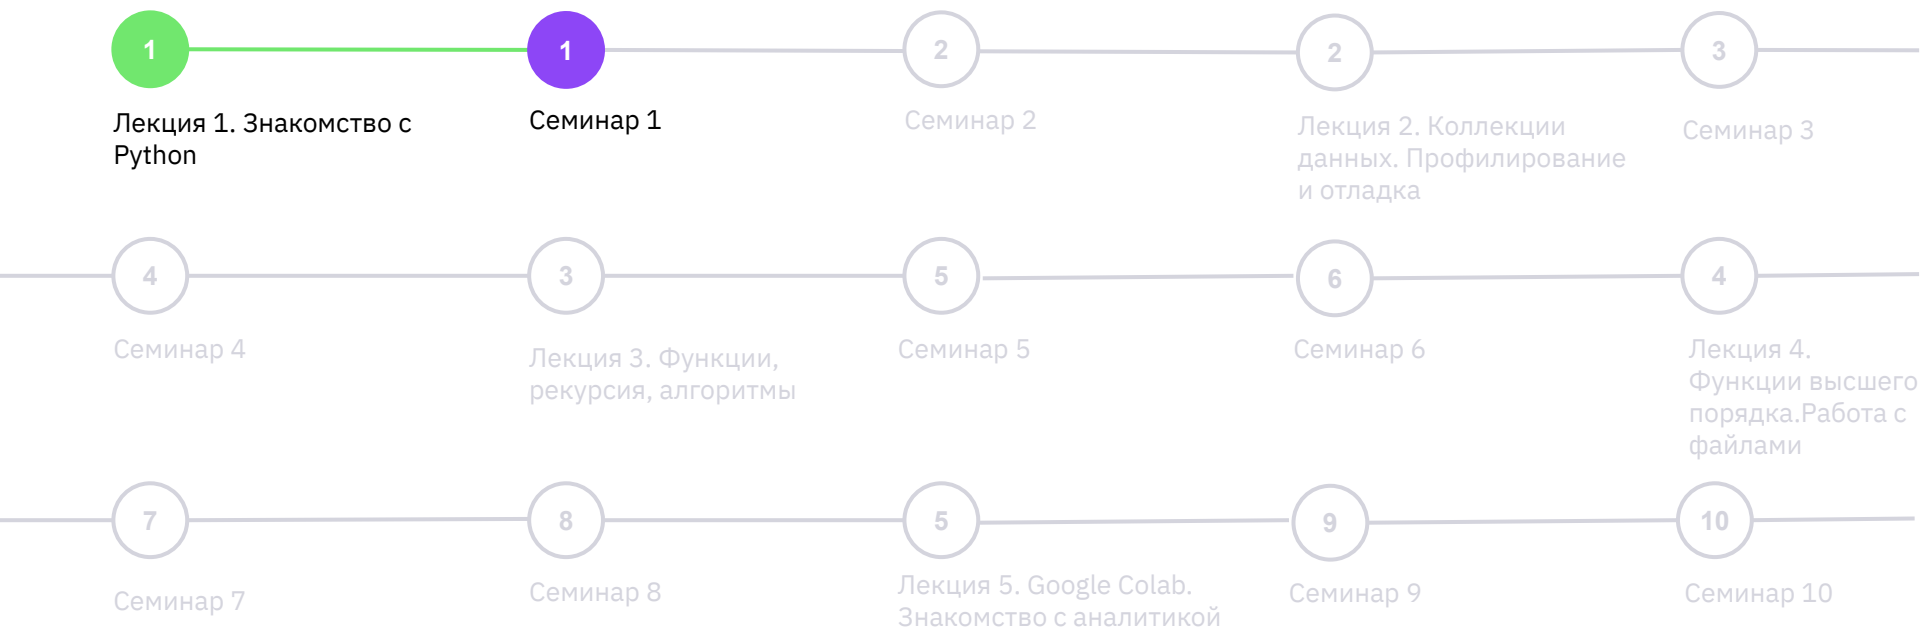 1
1
2
2
3
Лекция 1. Знакомство с
Python
Семинар 1
Семинар 2
Лекция 2. Коллекции
данных. Профилирование
и отладка
Семинар 3
4
3
5
6
4
Семинар 4
Лекция 3. Функции,
рекурсия, алгоритмы
Семинар 5
Семинар 6
Лекция 4.
Функции высшего
порядка.Работа с
файлами
7
8
5
9
10
Семинар 7
Семинар 8
Лекция 5. Google Colab.
Знакомство с аналитикой
Семинар 9
Семинар 10